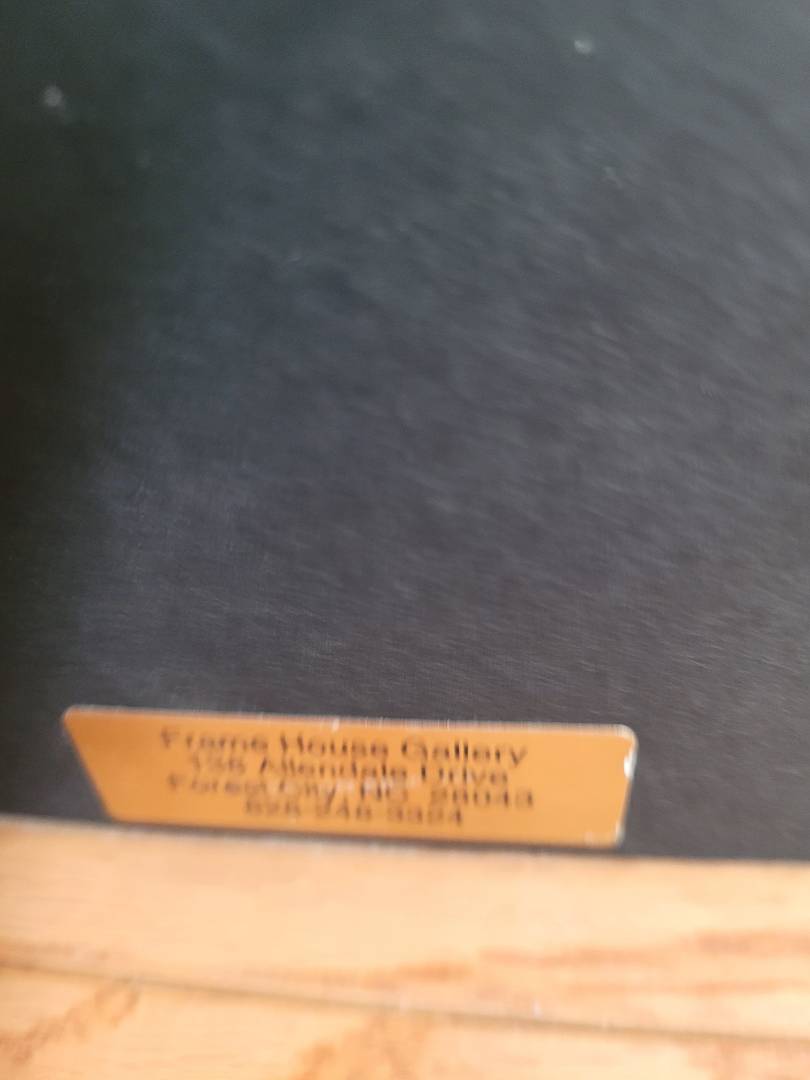 Frame House Gallery
Allendale Drive
Forest City, NC 28043